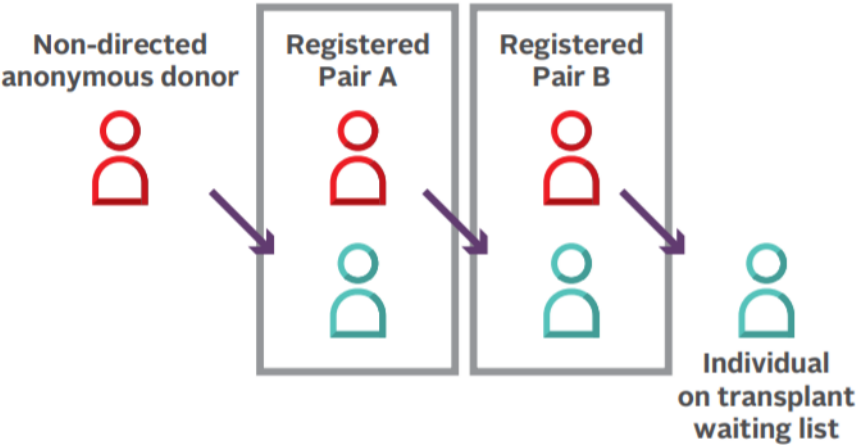 Non-directed
anonymous donor
Registered
Pair A
Registered
Pair B
Individual
on transplant
waiting list